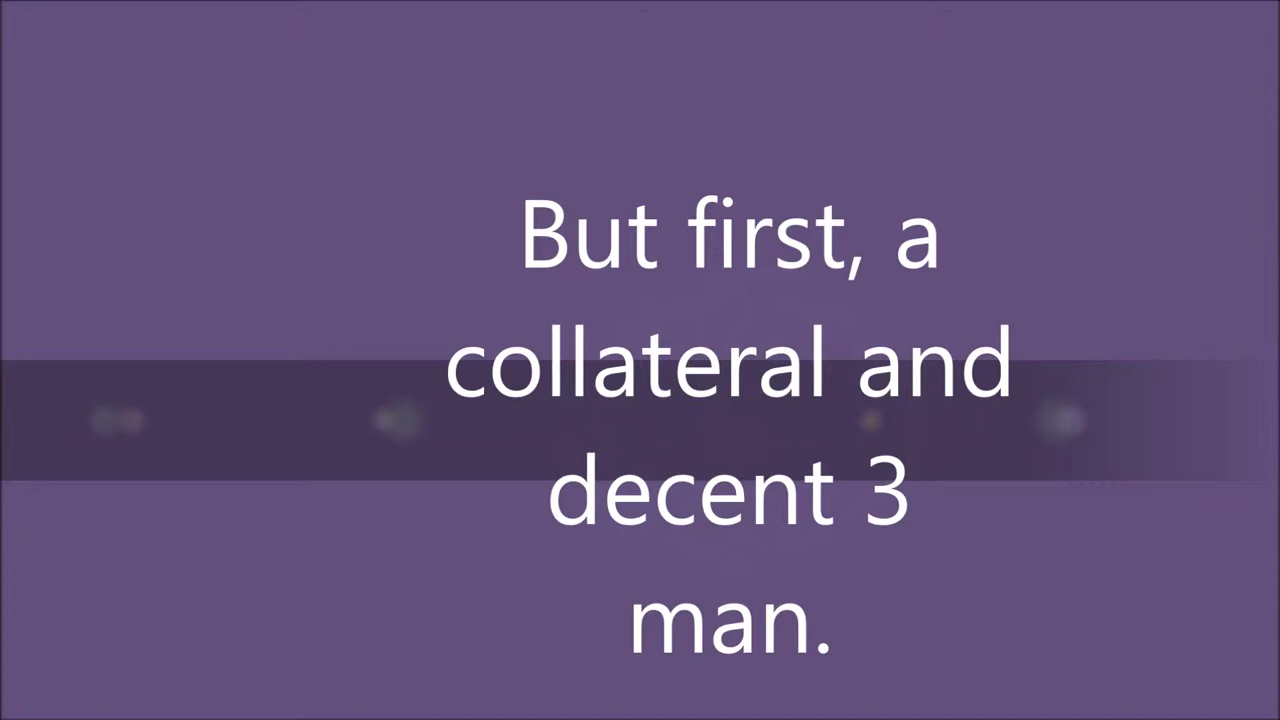 But first, a
collateral and
decent 3
man.